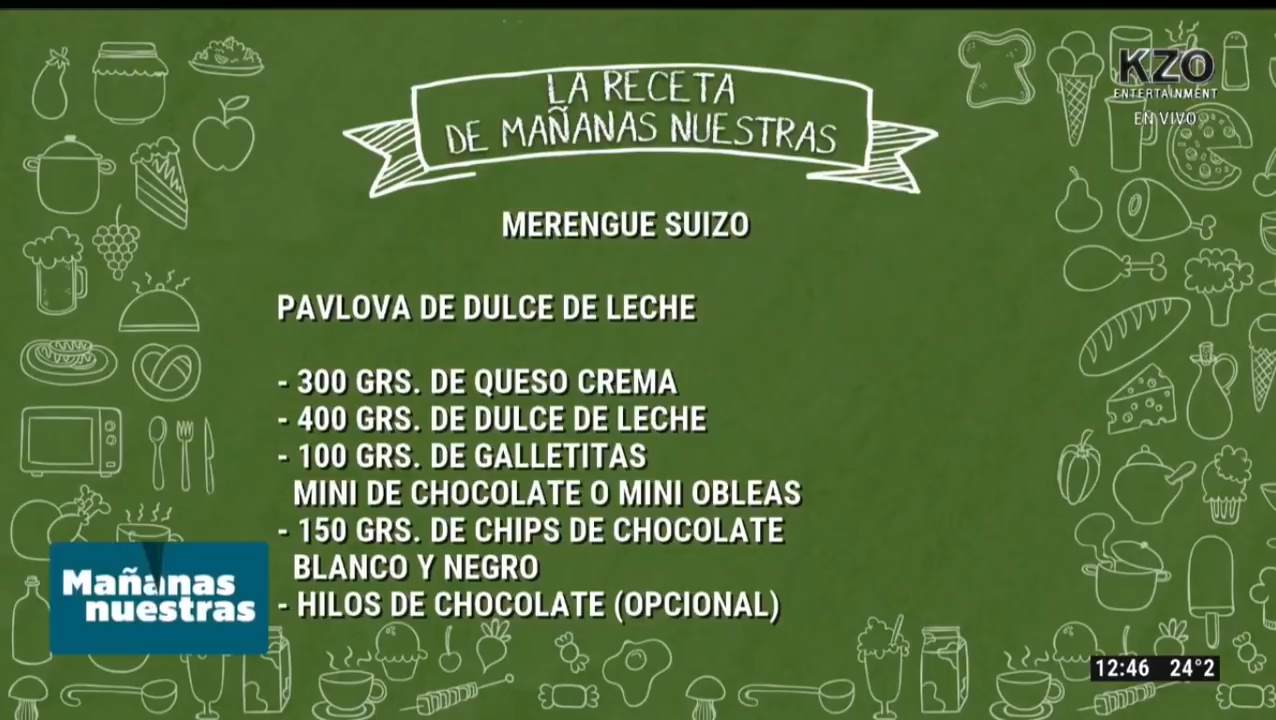 LA RECETA
DE MAÑANAS NUESTRAS
KZO
ENTERTAINMENT
EN VIVO
MERENGUE SUIZO
PAVLOVA DE DULCE DE LECHE
- 300 GRS. DE QUESO CREMA
- 400 GRS. DE DULCE DE LECHE
- 100 GRS. DE GALLETITAS
MINI DE CHOCOLATE O MINI OBLEAS
- 150 GRS. DE CHIPS DE CHOCOLATE
BLANCO Y NEGRO
- HILOS DE CHOCOLATE (OPCIONAL)
Mañanas
nuestras
12:46 24°2